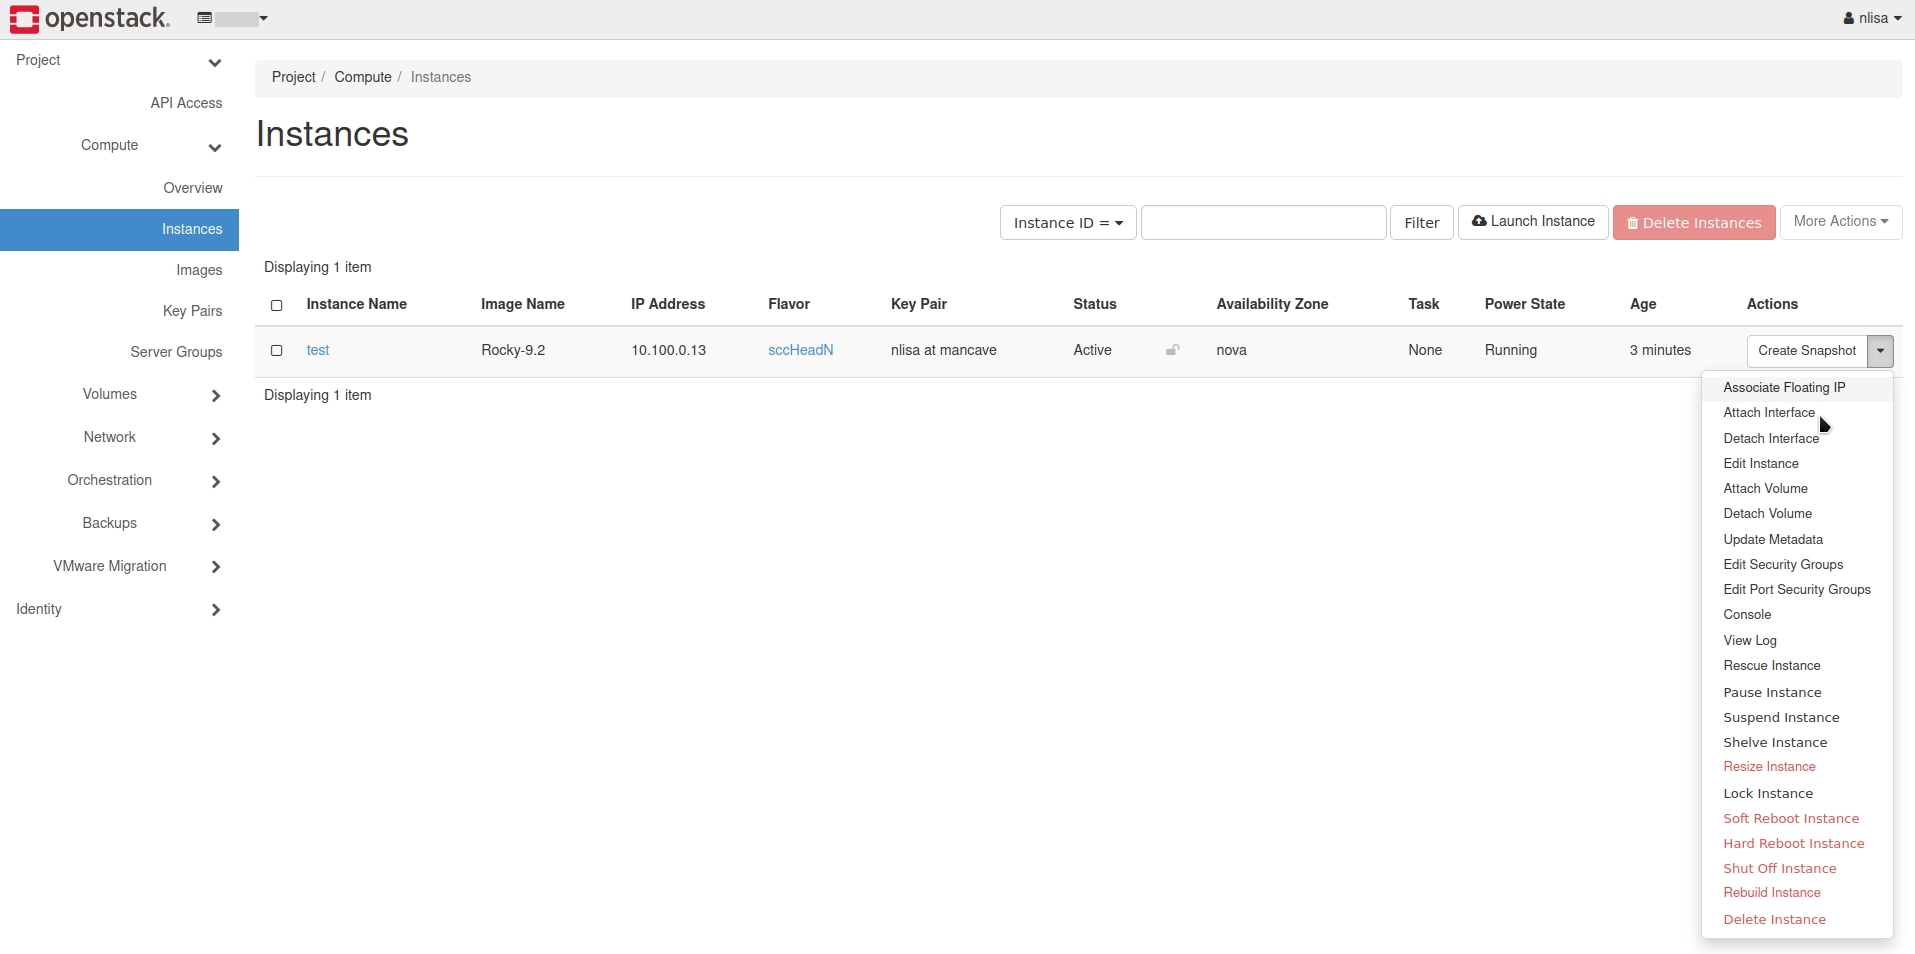 openstack.
nlisa
Project
API Access
Compute
Overview
Instances
Images
Key Pairs
Server Groups
Volumes
Network
Orchestration
Backups
VMware Migration
Identity
Project / Compute / Instances
Instances
Instance ID = Filter Launch Instance Delete Instances More Actions
Displaying 1 item
Instance Name Image Name IP Address Flavor Key Pair Status Availability Zone Task Power State Age Actions
test Rocky-9.2 10.100.0.13 sccHeadN nlisa at mancave Active nova None Running 3 minutes Create Snapshot
Displaying 1 item
Associate Floating IP
Attach Interface
Detach Interface
Edit Instance
Attach Volume
Detach Volume
Update Metadata
Edit Security Groups
Edit Port Security Groups
Console
View Log
Rescue Instance
Pause Instance
Suspend Instance
Shelve Instance
Resize Instance
Lock Instance
Soft Reboot Instance
Hard Reboot Instance
Shut Off Instance
Rebuild Instance
Delete Instance